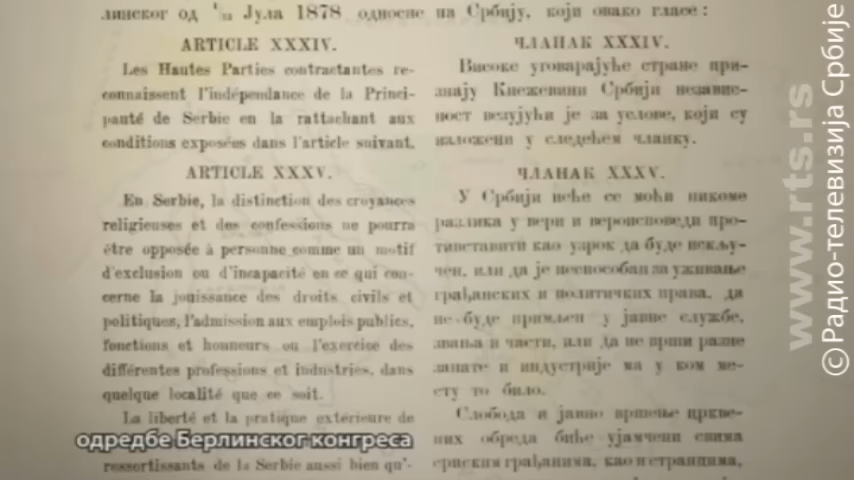 линског од 1/13 Јула 1878 односно на Србију, који овако гласе:
ARTICLE XXXIV.
Les Hautes Parties contractantes re-
connaissent l'indépendance de la Princi-
pauté de Serbie en la rattachant aux
conditions exposées dans l'article suivant.
ARTICLE XXXV.
En Serbie, la distinction des croyances
religieuses et des confessions ne pourra
être opposée à personne comme un motif
d'exclusion ou d'incapacité en ce qui con-
cerne la jouissance des droits civils et
politiques, l'admission aux emplois publics,
fonctions et honneurs ou l'exercise des
différentes professions et industries, dans
quelque localité que ce soit.
La liberté et la pratique extérieure de
ressortissants de la Serbie aussi bien qu'-
ЧЛАНАК XXXIV.
Високе уговарајуће стране при-
знају Кнежевини Србији независ-
ност везујући је за услове, који су
изложени у следећем чланку.
ЧЛАНАК XXXV.
У Србији неће се моћи никоме
разлика у вери и вероисповеди про-
тивставити као узрок да буде искљу-
чен, или да је неспособан за уживање
грађанских и политичких права, да
не буде примљен у јавне службе,
звања и части, или да не врши разне
занате и индустрије ма у ком ме-
сту то било.
Слобода и јавно вршење цркве-
них обреда биће ујамчени свима
српским грађанима, као и странцима,
одредбе Берлинског конгреса
www.rts.rs
© Радио-телевизија Србије